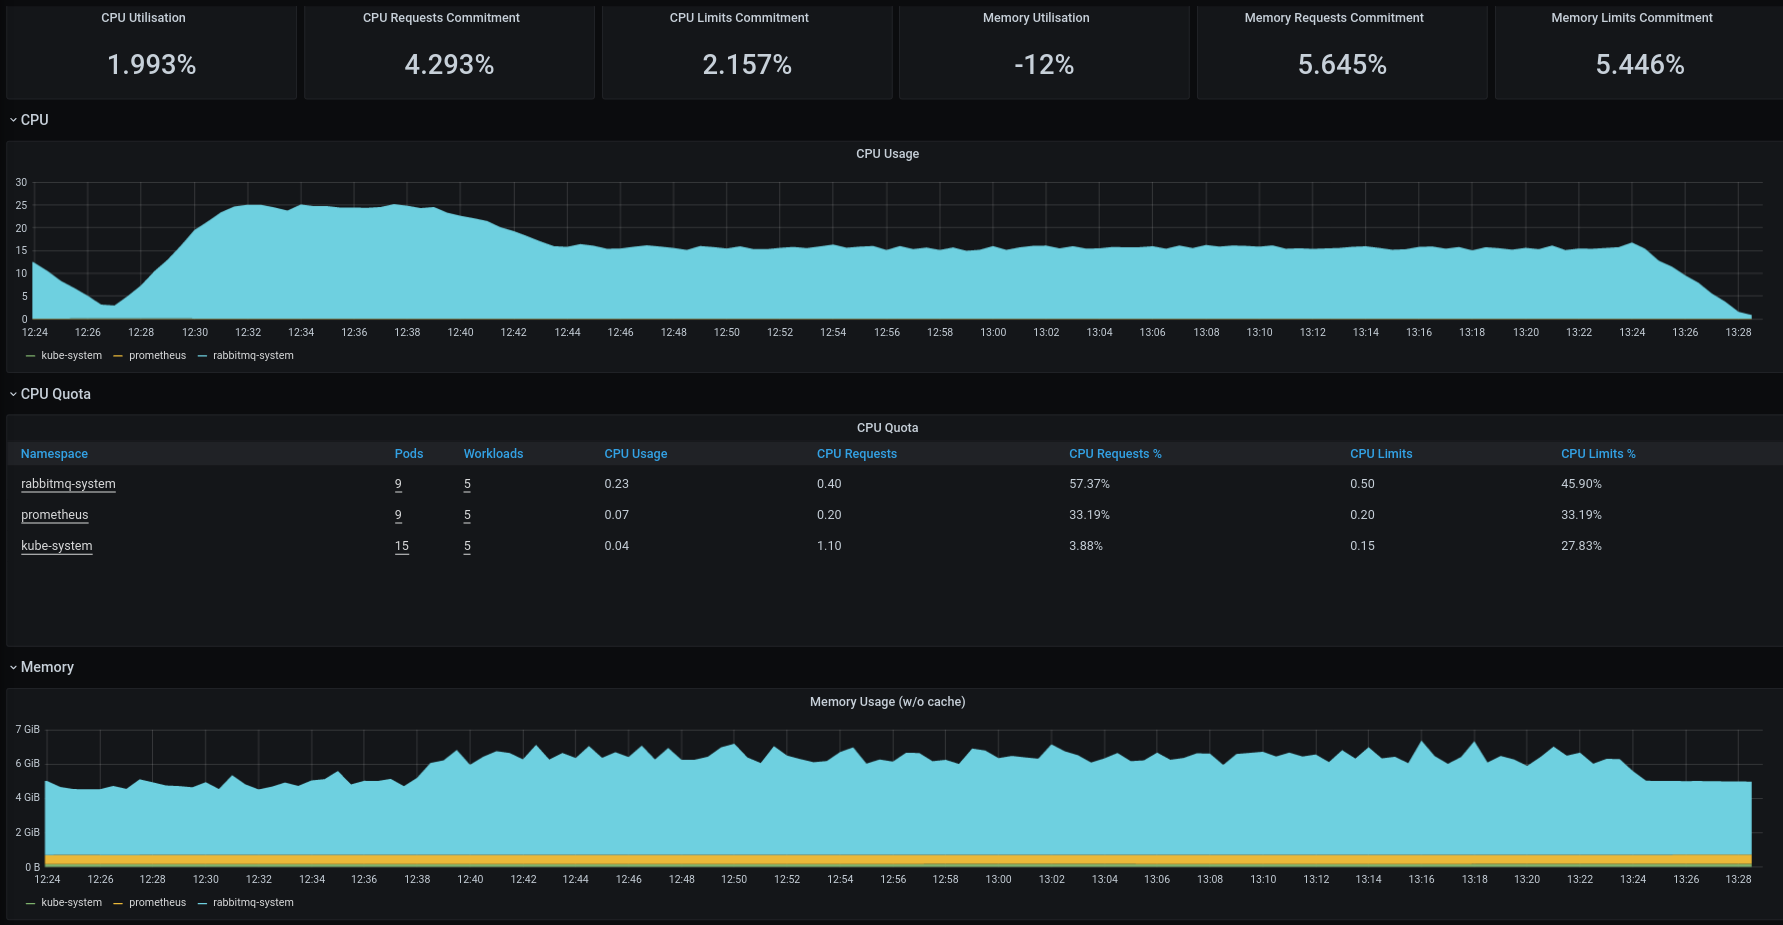 CPU Utilisation CPU Requests Commitment CPU Limits Commitment Memory Utilisation Memory Requests Commitment Memory Limits Commitment
1.993% 4.293% 2.157% -12% 5.645% 5.446%
CPU
CPU Usage
30
25
20
15
10
5
0
12:24 12:26 12:28 12:30 12:32 12:34 12:36 12:38 12:40 12:42 12:44 12:46 12:48 12:50 12:52 12:54 12:56 12:58 13:00 13:02 13:04 13:06 13:08 13:10 13:12 13:14 13:16 13:18 13:20 13:22 13:24 13:26 13:28
kube-system prometheus rabbitmq-system
CPU Quota
CPU Quota
Namespace Pods Workloads CPU Usage CPU Requests CPU Requests % CPU Limits CPU Limits %
rabbitmq-system 9 5 0.23 0.40 57.37% 0.50 45.90%
prometheus 9 5 0.07 0.20 33.19% 0.20 33.19%
kube-system 15 5 0.04 1.10 3.88% 0.15 27.83%
Memory
Memory Usage (w/o cache)
7 GiB
6 GiB
4 GiB
2 GiB
0 B
12:24 12:26 12:28 12:30 12:32 12:34 12:36 12:38 12:40 12:42 12:44 12:46 12:48 12:50 12:52 12:54 12:56 12:58 13:00 13:02 13:04 13:06 13:08 13:10 13:12 13:14 13:16 13:18 13:20 13:22 13:24 13:26 13:28
kube-system prometheus rabbitmq-system